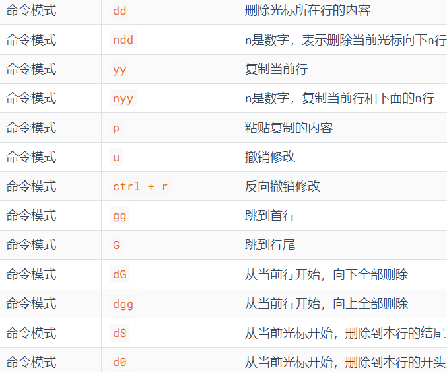 命令模式 dd 删除光标所在行的内容
命令模式 ndd n是数字，表示删除当前光标向下n行
命令模式 yy 复制当前行
命令模式 nyy n是数字，复制当前行和下面的n行
命令模式 p 粘贴复制的内容
命令模式 u 撤销修改
命令模式 ctrl + r 反向撤销修改
命令模式 gg 跳到首行
命令模式 G 跳到行尾
命令模式 dG 从当前行开始，向下全部删除
命令模式 dgg 从当前行开始，向上全部删除
命令模式 d$ 从当前光标开始，删除到本行的结尾
命令模式 d0 从当前光标开始，删除到本行的开头